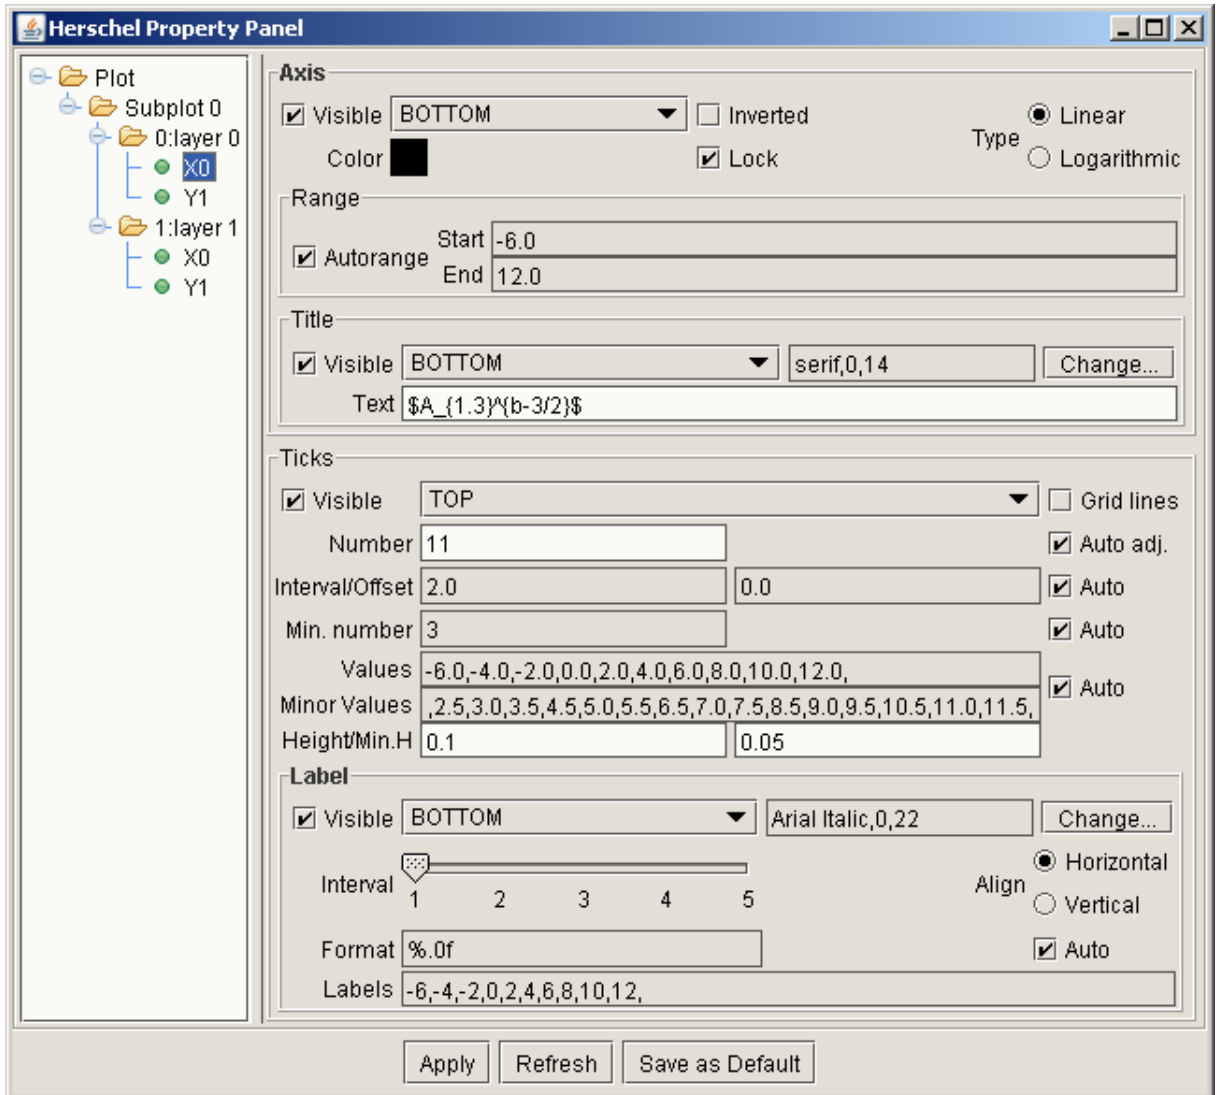 Herschel Property Panel
Plot
Subplot 0
0:layer 0
X0
Y1
1:layer 1
X0
Y1
Axis
Visible BOTTOM Inverted Type Linear
Color Lock Logarithmic
Range
Autorange Start -6.0
End 12.0
Title
Visible BOTTOM serif,0,14 Change...
Text $A_{1.3}^{b-3/2}$
Ticks
Visible TOP Grid lines
Number 11 Auto adj.
Interval/Offset 2.0 0.0 Auto
Min. number 3 Auto
Values -6.0,-4.0,-2.0,0.0,2.0,4.0,6.0,8.0,10.0,12.0, Auto
Minor Values ,2.5,3.0,3.5,4.5,5.0,5.5,6.5,7.0,7.5,8.5,9.0,9.5,10.5,11.0,11.5,
Height/Min.H 0.1 0.05
Label
Visible BOTTOM Arial Italic,0,22 Change...
Interval 1 2 3 4 5 Align Horizontal
Vertical
Format %.0f Auto
Labels -6,-4,-2,0,2,4,6,8,10,12,
Apply Refresh Save as Default